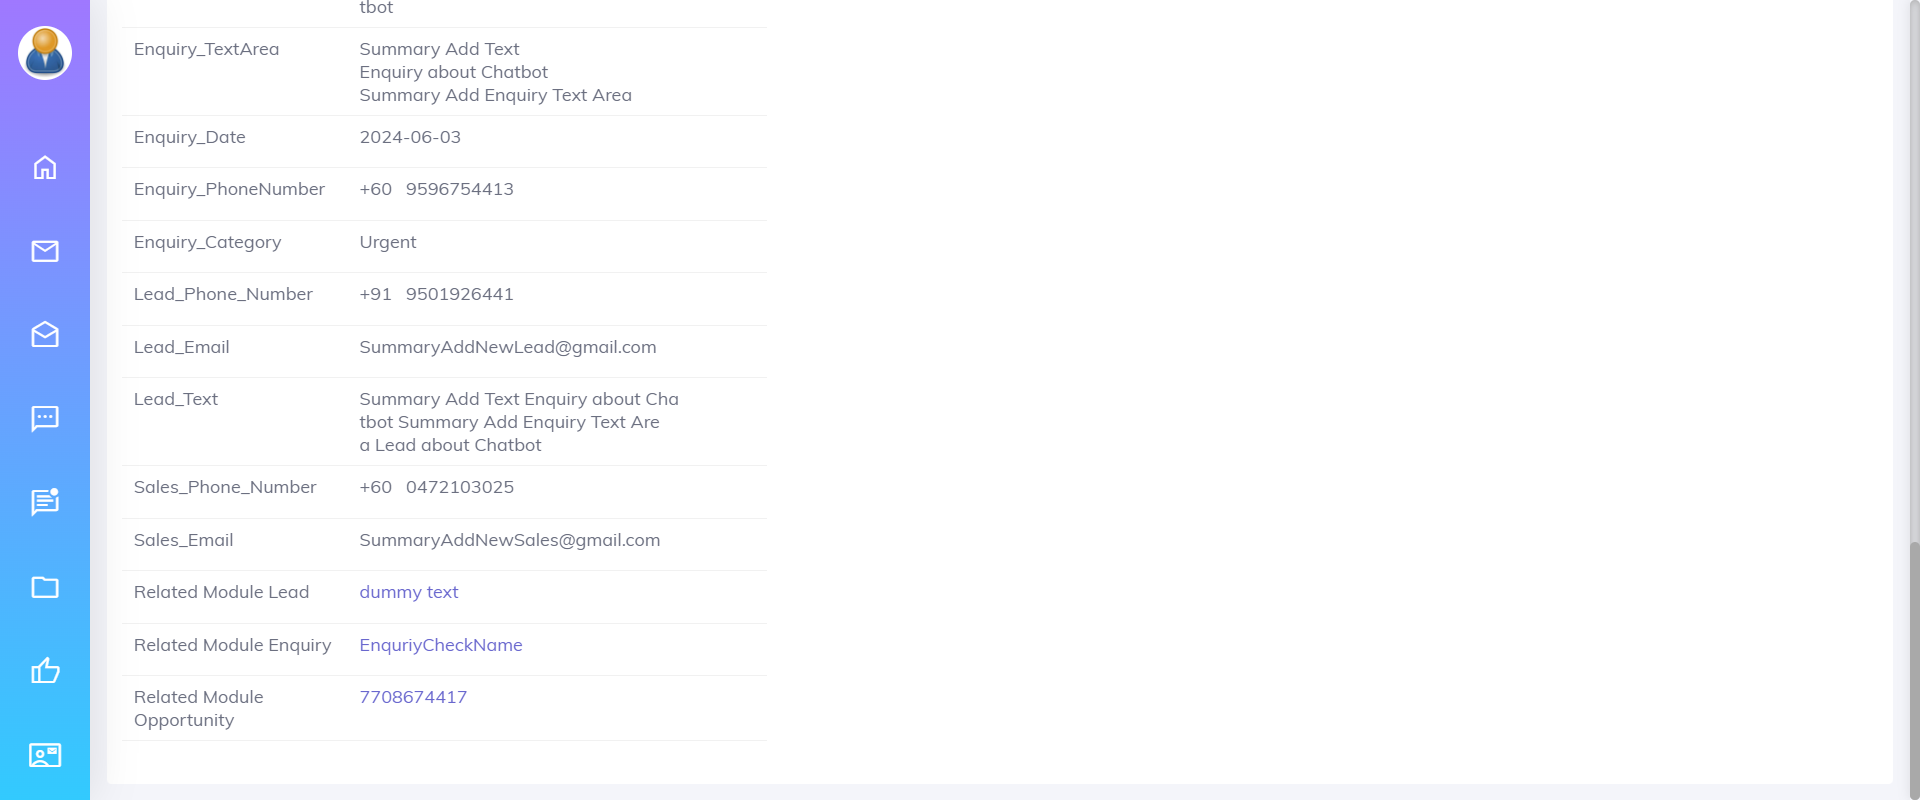 tbot
Enquiry_TextArea Summary Add Text
Enquiry about Chatbot
Summary Add Enquiry Text Area
Enquiry_Date 2024-06-03
Enquiry_PhoneNumber +60 9596754413
Enquiry_Category Urgent
Lead_Phone_Number +91 9501926441
Lead_Email SummaryAddNewLead@gmail.com
Lead_Text Summary Add Text Enquiry about Cha
tbot Summary Add Enquiry Text Are
a Lead about Chatbot
Sales_Phone_Number +60 0472103025
Sales_Email SummaryAddNewSales@gmail.com
Related Module Lead dummy text
Related Module Enquiry EnquriyCheckName
Related Module 7708674417
Opportunity